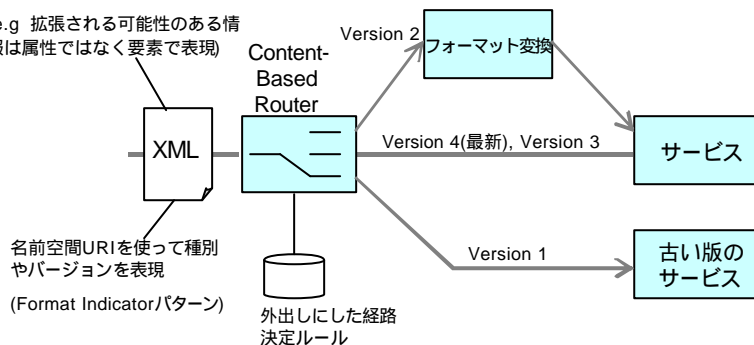 e.g 拡張される可能性のある情
報は属性ではなく要素で表現)
Content-
Based
Router
Version 2
フォーマット変換
XML
Version 4(最新), Version 3
サービス
名前空間URIを使って種別
やバージョンを表現
(Format Indicatorパターン)
Version 1
古い版の
サービス
外出しにした経路
決定ルール